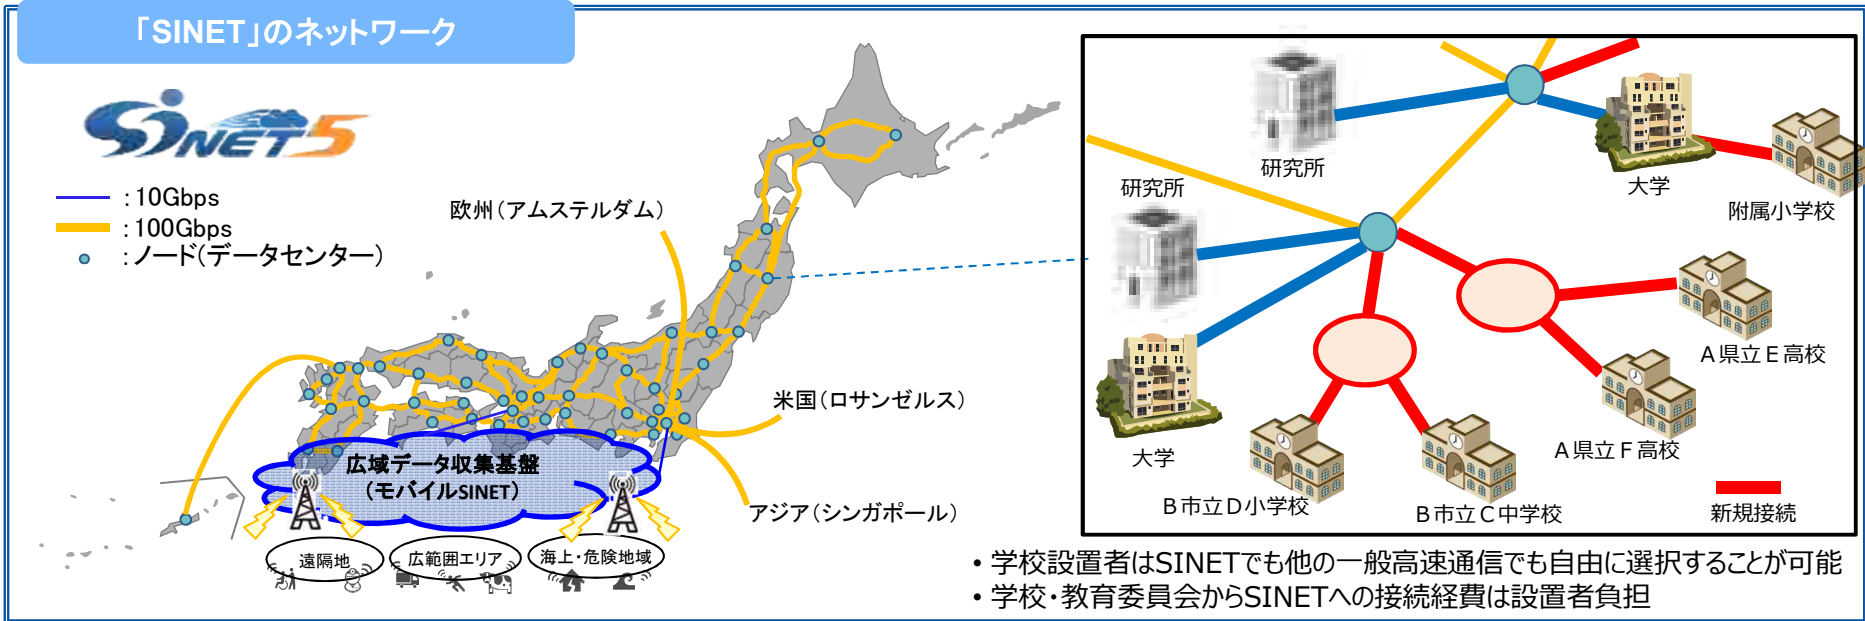 「SINET」のネットワーク
SiNET5
：10Gbps
：100Gbps
：ノード(データセンター)
欧州（アムステルダム）
米国（ロサンゼルス）
アジア（シンガポール）
広域データ収集基盤
（モバイルSINET）
遠隔地
広範囲エリア
海上・危険地域
研究所
大学
附属小学校
研究所
大学
A県立E高校
A県立F高校
B市立D小学校
B市立C中学校
新規接続
• 学校設置者はSINETでも他の一般高速通信でも自由に選択することが可能
• 学校・教育委員会からSINETへの接続経費は設置者負担